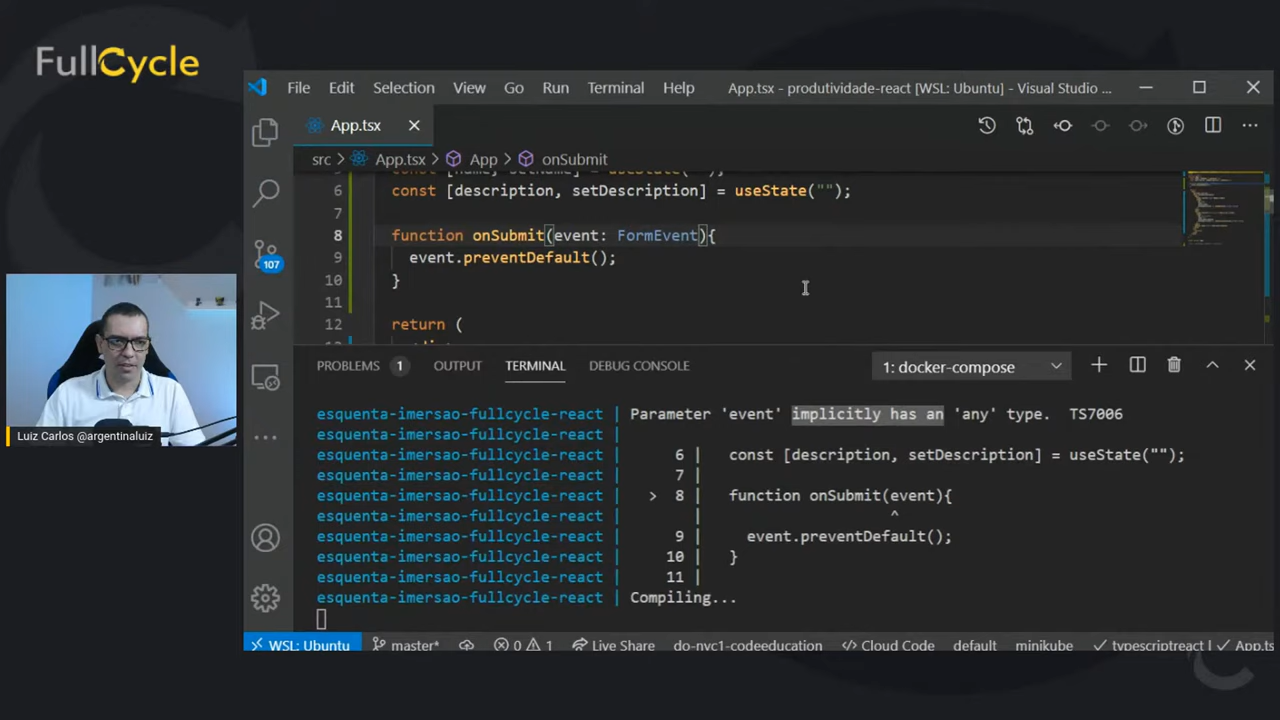 FullCycle
File Edit Selection View Go Run Terminal Help App.tsx - produtividade-react [WSL: Ubuntu] - Visual Studio ...
App.tsx
src > App.tsx > App > onSubmit
6 const [description, setDescription] = useState("");
7
8 function onSubmit(event: FormEvent){
9 event.preventDefault();
10 }
11
12 return (
107
Luiz Carlos @argentinaluiz
PROBLEMS 1 OUTPUT TERMINAL DEBUG CONSOLE 1: docker-compose
esquenta-imersao-fullcycle-react | Parameter 'event' implicitly has an 'any' type. TS7006
esquenta-imersao-fullcycle-react |
esquenta-imersao-fullcycle-react | 6 | const [description, setDescription] = useState("");
esquenta-imersao-fullcycle-react | 7 |
esquenta-imersao-fullcycle-react | > 8 | function onSubmit(event){
esquenta-imersao-fullcycle-react | | ^
esquenta-imersao-fullcycle-react | 9 | event.preventDefault();
esquenta-imersao-fullcycle-react | 10 | }
esquenta-imersao-fullcycle-react | 11 |
esquenta-imersao-fullcycle-react | Compiling...
WSL: Ubuntu master* 0 1 Live Share do-nyc1-codeeducation Cloud Code default minikube typescriptreact App.ts